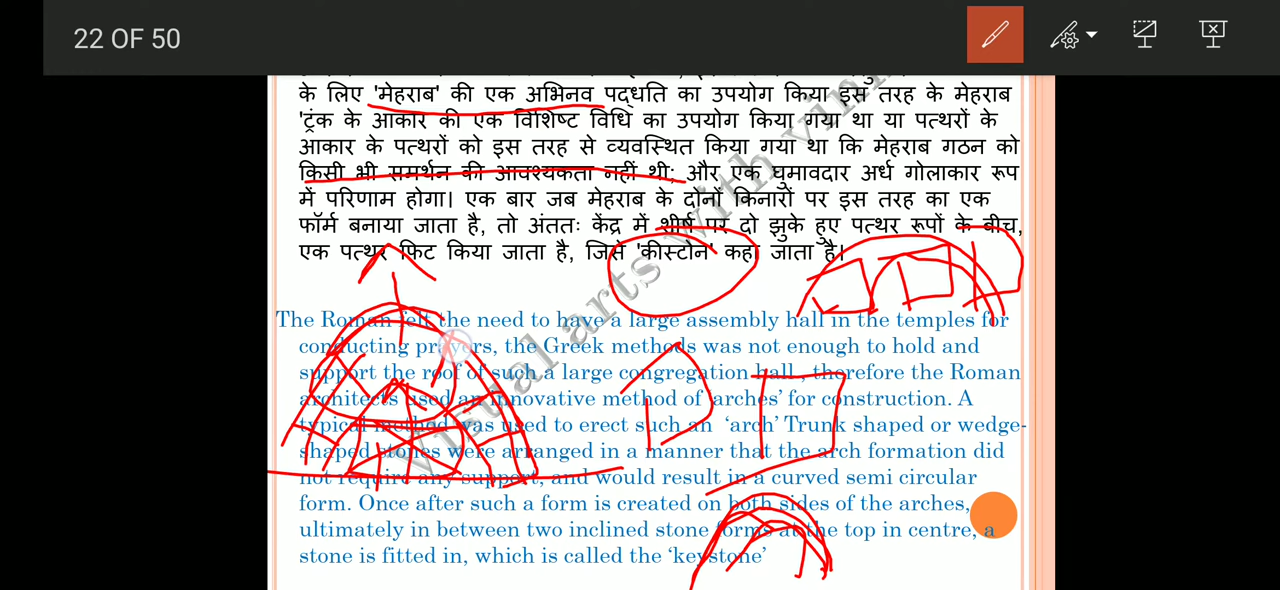 22 OF 50
के लिए 'मेहराब' की एक अभिनव पद्धति का उपयोग किया इस तरह के मेहराब
'ट्रंक के आकार की एक विशिष्ट विधि का उपयोग किया गया था या पत्थरों के
आकार के पत्थरों को इस तरह से व्यवस्थित किया गया था कि मेहराब गठन को
किसी भी समर्थन की आवश्यकता नहीं थी; और एक घुमावदार अर्ध गोलाकार रूप
में परिणाम होगा। एक बार जब मेहराब के दोनों किनारों पर इस तरह का एक
फॉर्म बनाया जाता है, तो अंततः केंद्र में शीर्ष पर दो झुके हुए पत्थर रूपों के बीच,
एक पत्थर फिट किया जाता है, जिसे 'कीस्टोन' कहा जाता है।
The Roman felt the need to have a large assembly hall in the temples for
conducting prayers, the Greek methods was not enough to hold and
support the roof of such a large congregation hall , therefore the Roman
architects used an innovative method of 'arches' for construction. A
typical method was used to erect such an 'arch' Trunk shaped or wedge-
shaped stones were arranged in a manner that the arch formation did
not require any support, and would result in a curved semi circular
form. Once after such a form is created on both sides of the arches,
ultimately in between two inclined stone forms at the top in centre, a
stone is fitted in, which is called the 'keystone'
visual arts with vinn